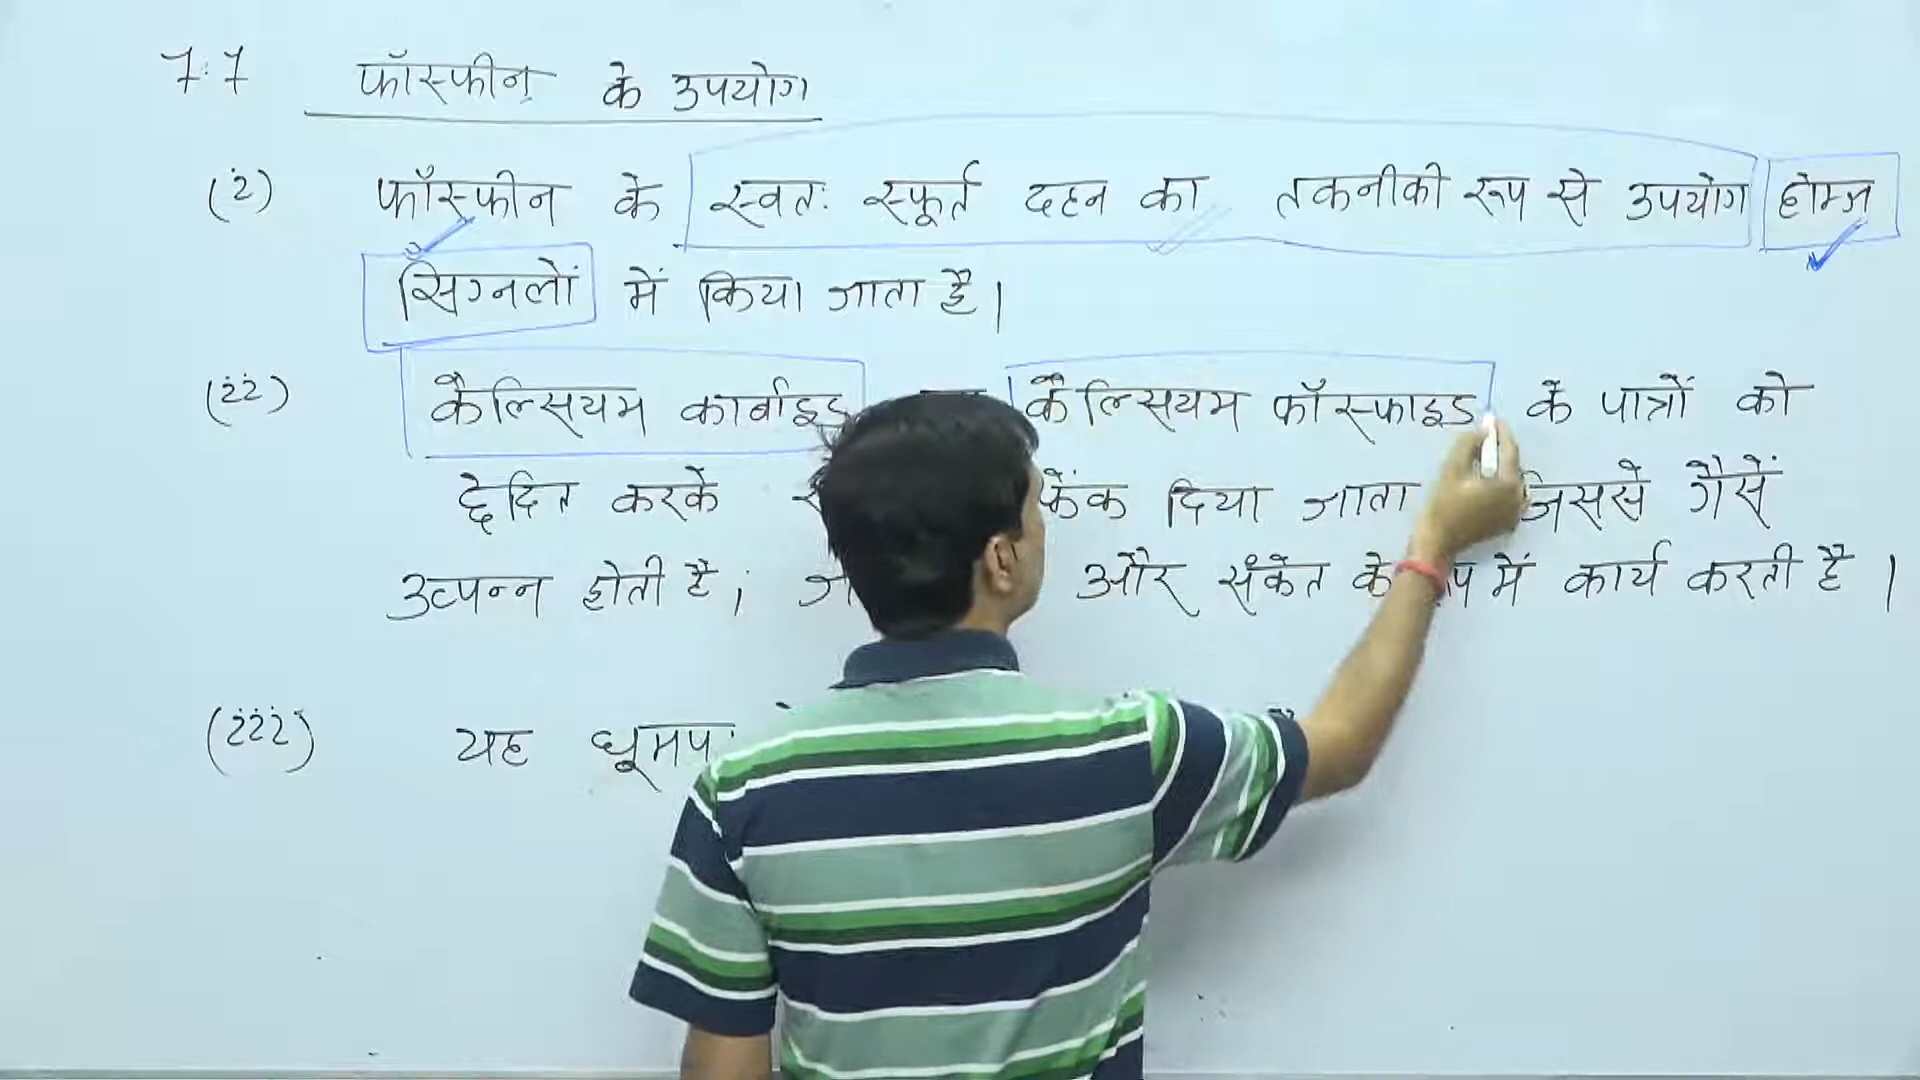 7.7 फॉस्फीन के उपयोग
(i) फॉस्फीन के स्वतः स्फूर्त दहन का तकनीकी रूप से उपयोग होम्ज
सिग्नलों में किया जाता है।
(ii) कैल्सियम कार्बाइड कैल्सियम फॉस्फाइड के पात्रों को
छेदित करके फेंक दिया जाता जिससे गैसें
उत्पन्न होती है, और संकेत के में कार्य करती है।
(iii) यह